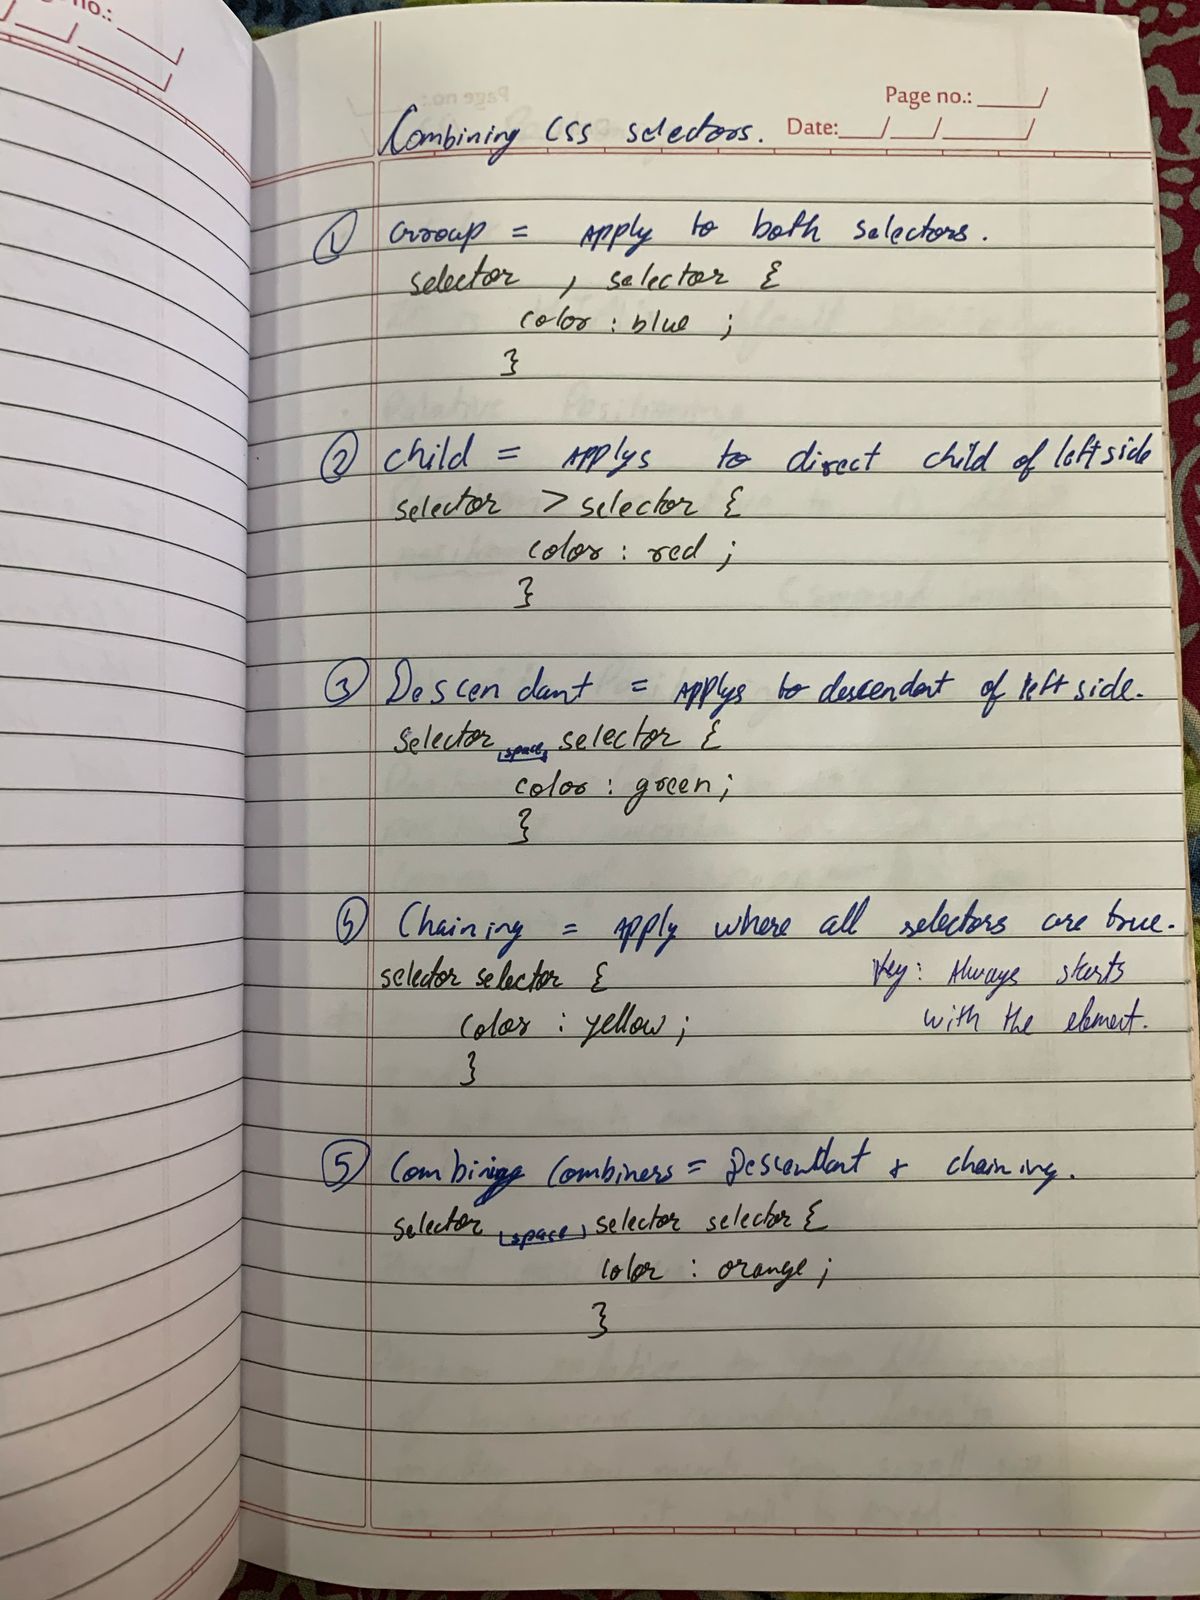 Page no.:
Combining CSS selectors. Date:
① Group = Apply to both selectors.
selector , selector {
color : blue ;
}
② child = Applys to direct child of left side
selector > selector {
color : red ;
}
③ Descendant = Applys to descendent of left side.
selector space selector {
color : green ;
}
Chaining = Apply where all selectors are true.
selector selector { Key: Always starts
color : yellow ; with the element.
}
⑤ Combining Combiners = Descendant & chaining.
selector space selector selector {
color : orange ;
}